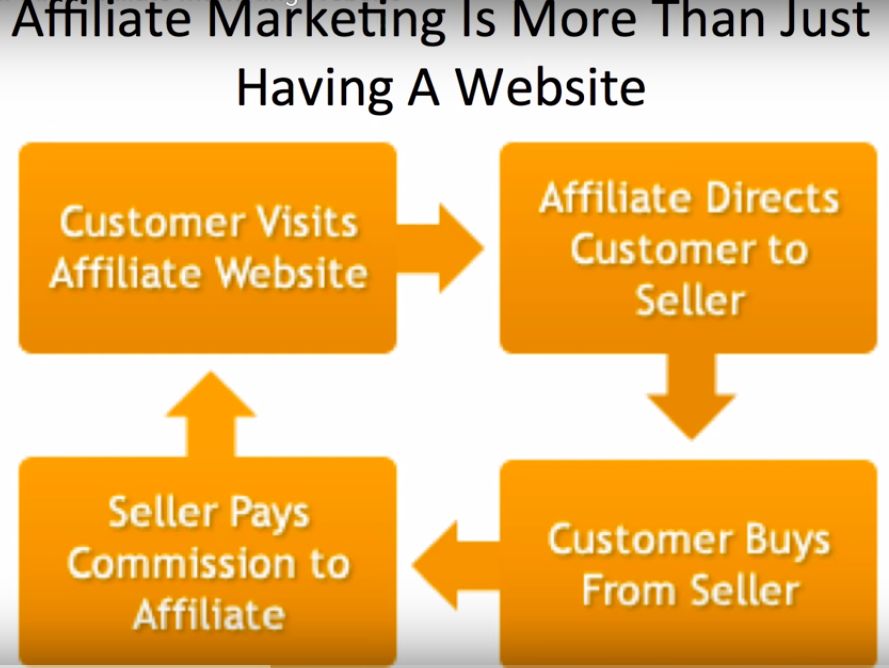 Affiliate Marketing Is More Than Just
Having A Website
Customer Visits
Affiliate Website
Affiliate Directs
Customer to
Seller
Seller Pays
Commission to
Affiliate
Customer Buys
From Seller